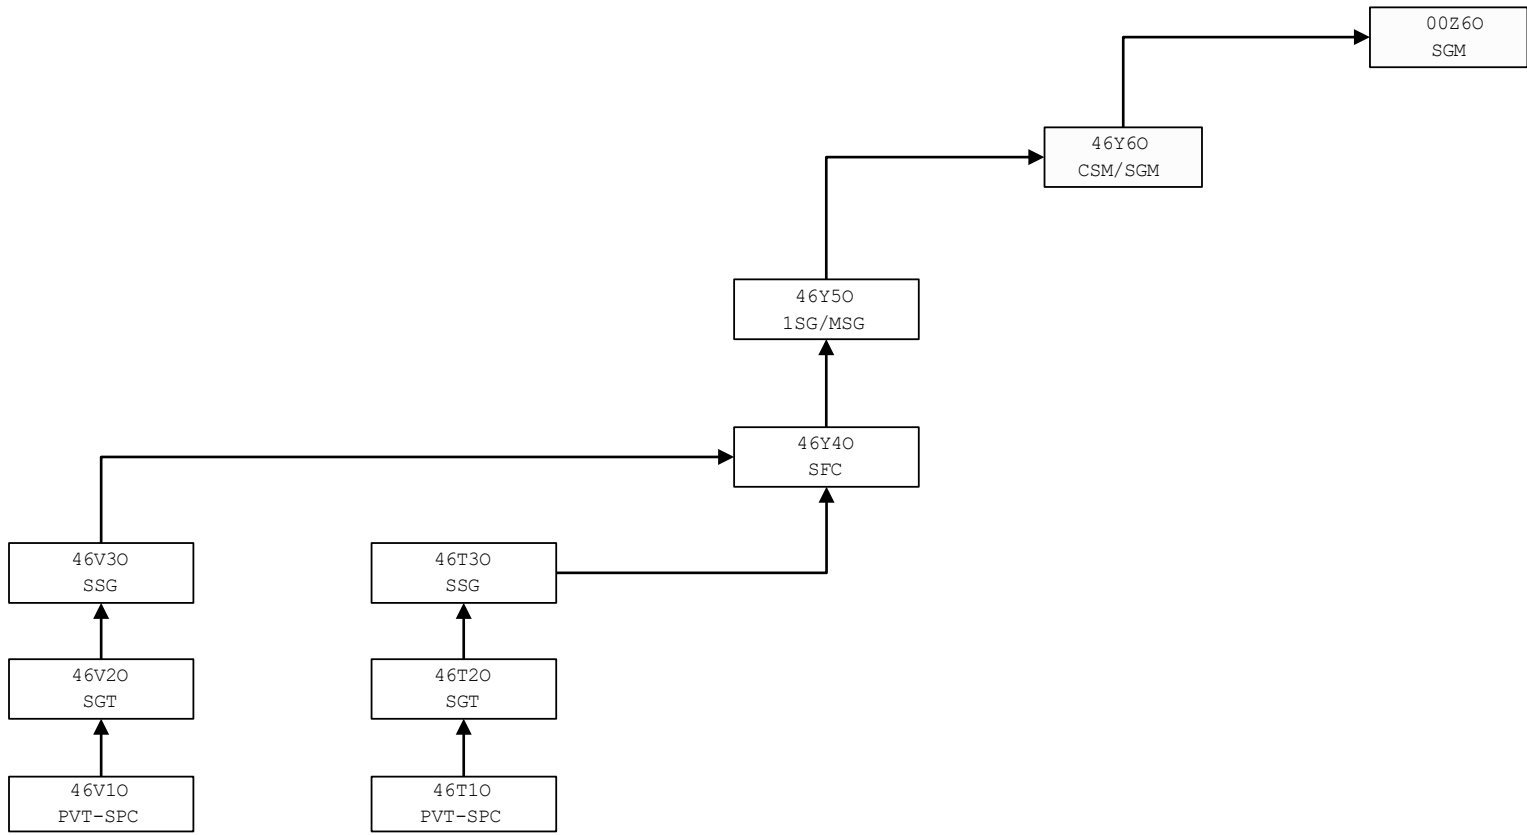 00Z6O
SGM
46Y6O
CSM/SGM
46Y5O
1SG/MSG
46Y4O
SFC
46V3O
SSG
46T3O
SSG
46V2O
SGT
46T2O
SGT
46V1O
PVT-SPC
46T1O
PVT-SPC